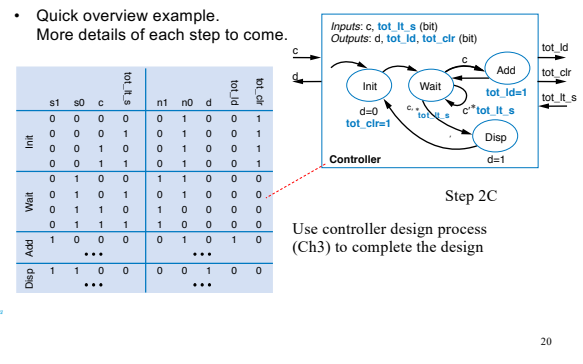 • Quick overview example.
More details of each step to come.
Inputs: c, tot_lt_s (bit)
Outputs: d, tot_ld, tot_clr (bit)
c
d
tot_ld
tot_clr
tot_lt_s
Init
Wait
Add
Disp
c
d=0
tot_clr=1
tot_ld=1
c'*tot_lt_s
d=1
Controller
s1 s0 c tot_lt_s n1 n0 d tot_ld tot_clr
Init
0 0 0 0 0 1 0 0 1
0 0 0 1 0 1 0 0 1
0 0 1 0 0 1 0 0 1
0 0 1 1 0 1 0 0 1
Wait
0 1 0 0 1 1 0 0 0
0 1 0 1 1 0 0 0 0
0 1 1 0 1 0 0 0 0
0 1 1 1 1 0 0 0 0
Add
1 0 0 0 0 1 0 1 0
••• •••
Disp
1 1 0 0 0 0 1 0 0
••• •••
Step 2C
Use controller design process
(Ch3) to complete the design
20